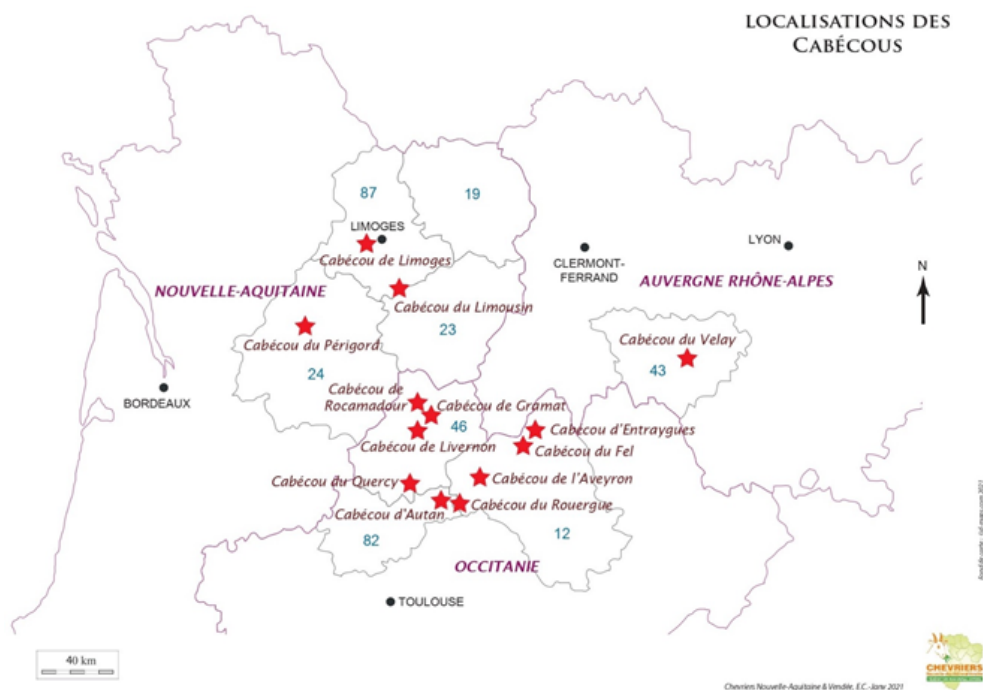 LOCALISATIONS DES
CABÉCOUS
87
19
LIMOGES
LYON
CLERMONT-
FERRAND
Cabécou de Limoges
N
NOUVELLE-AQUITAINE
AUVERGNE RHÔNE-ALPES
Cabécou du Limousin
23
Cabécou du Périgord
Cabécou du Velay
24
43
BORDEAUX
Cabécou de
Rocamadour
Cabécou de Gramat
46
Cabécou d'Entraygues
Cabécou de Livernon
Cabécou du Fel
Cabécou du Quercy
Cabécou de l'Aveyron
Cabécou d'Autan
Cabécou du Rouergue
82
12
OCCITANIE
TOULOUSE
40 km
CHEVRIERS
Chevriers Nouvelle-Aquitaine & Vendée, E.C.-Janv 2021